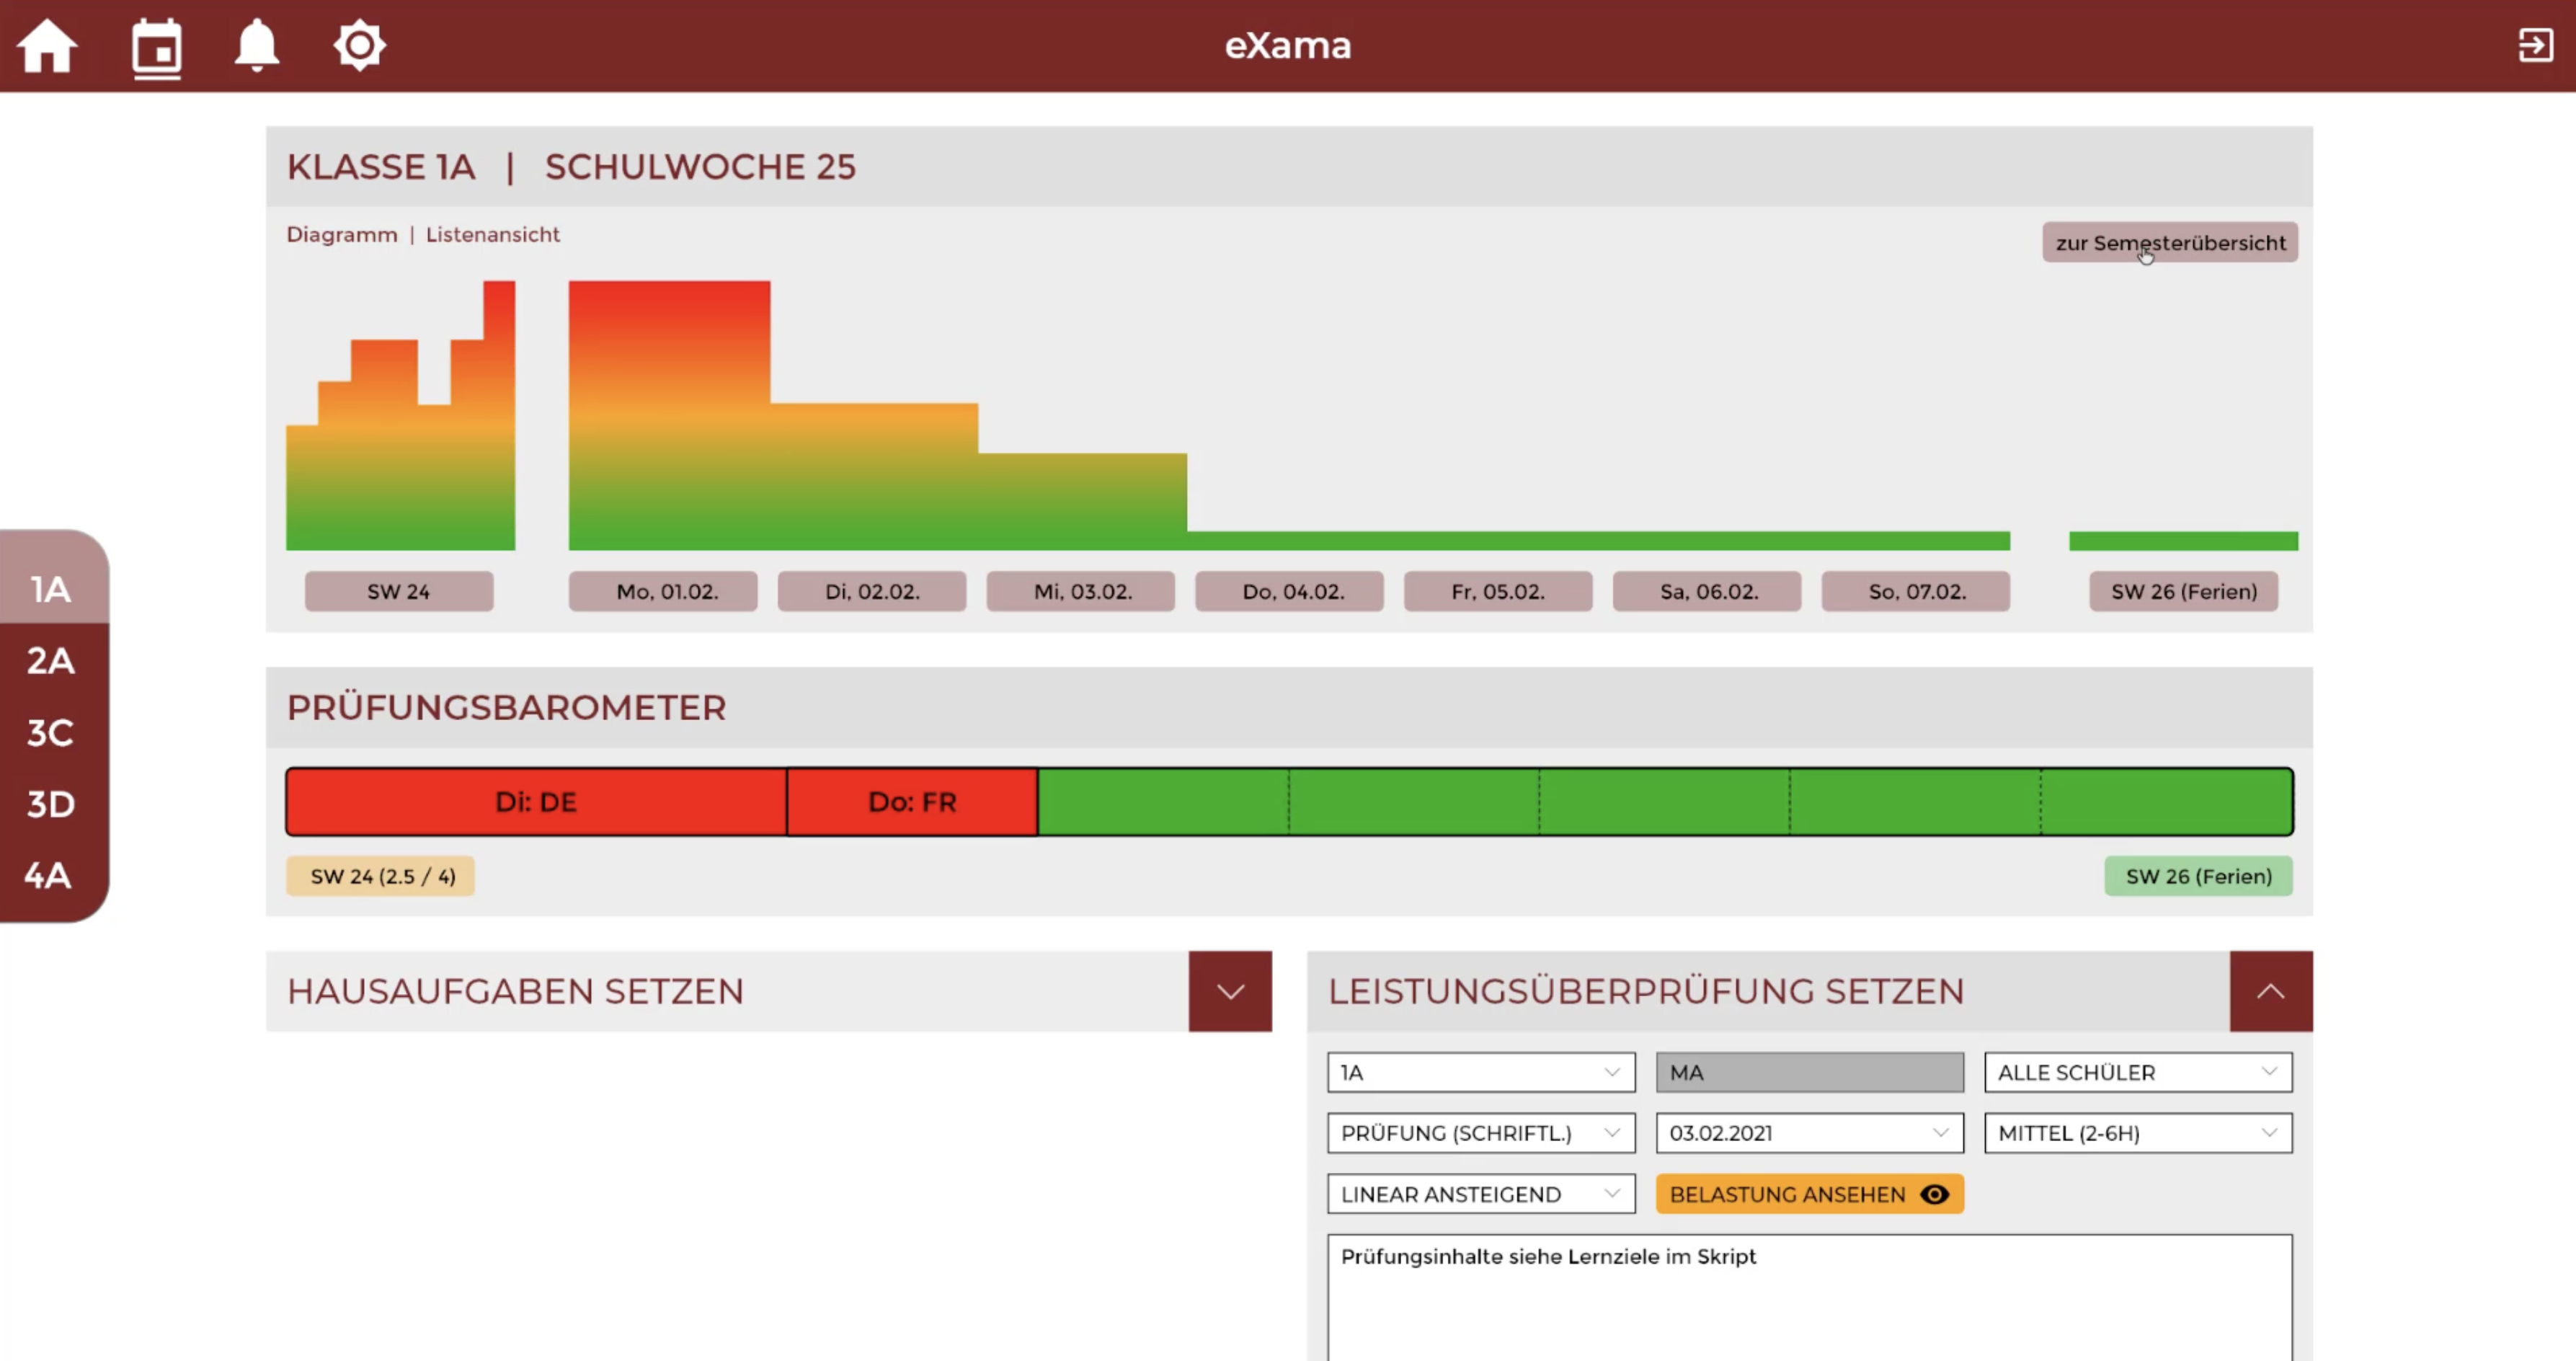 eXama
KLASSE 1A | SCHULWOCHE 25
Diagramm | Listenansicht
zur Semesterübersicht
SW 24
Mo, 01.02.
Di, 02.02.
Mi, 03.02.
Do, 04.02.
Fr, 05.02.
Sa, 06.02.
So, 07.02.
SW 26 (Ferien)
1A
2A
3C
3D
4A
PRÜFUNGSBAROMETER
Di: DE
Do: FR
SW 24 (2.5 / 4)
SW 26 (Ferien)
HAUSAUFGABEN SETZEN
LEISTUNGSÜBERPRÜFUNG SETZEN
1A
MA
ALLE SCHÜLER
PRÜFUNG (SCHRIFTL.)
03.02.2021
MITTEL (2-6H)
LINEAR ANSTEIGEND
BELASTUNG ANSEHEN
Prüfungsinhalte siehe Lernziele im Skript